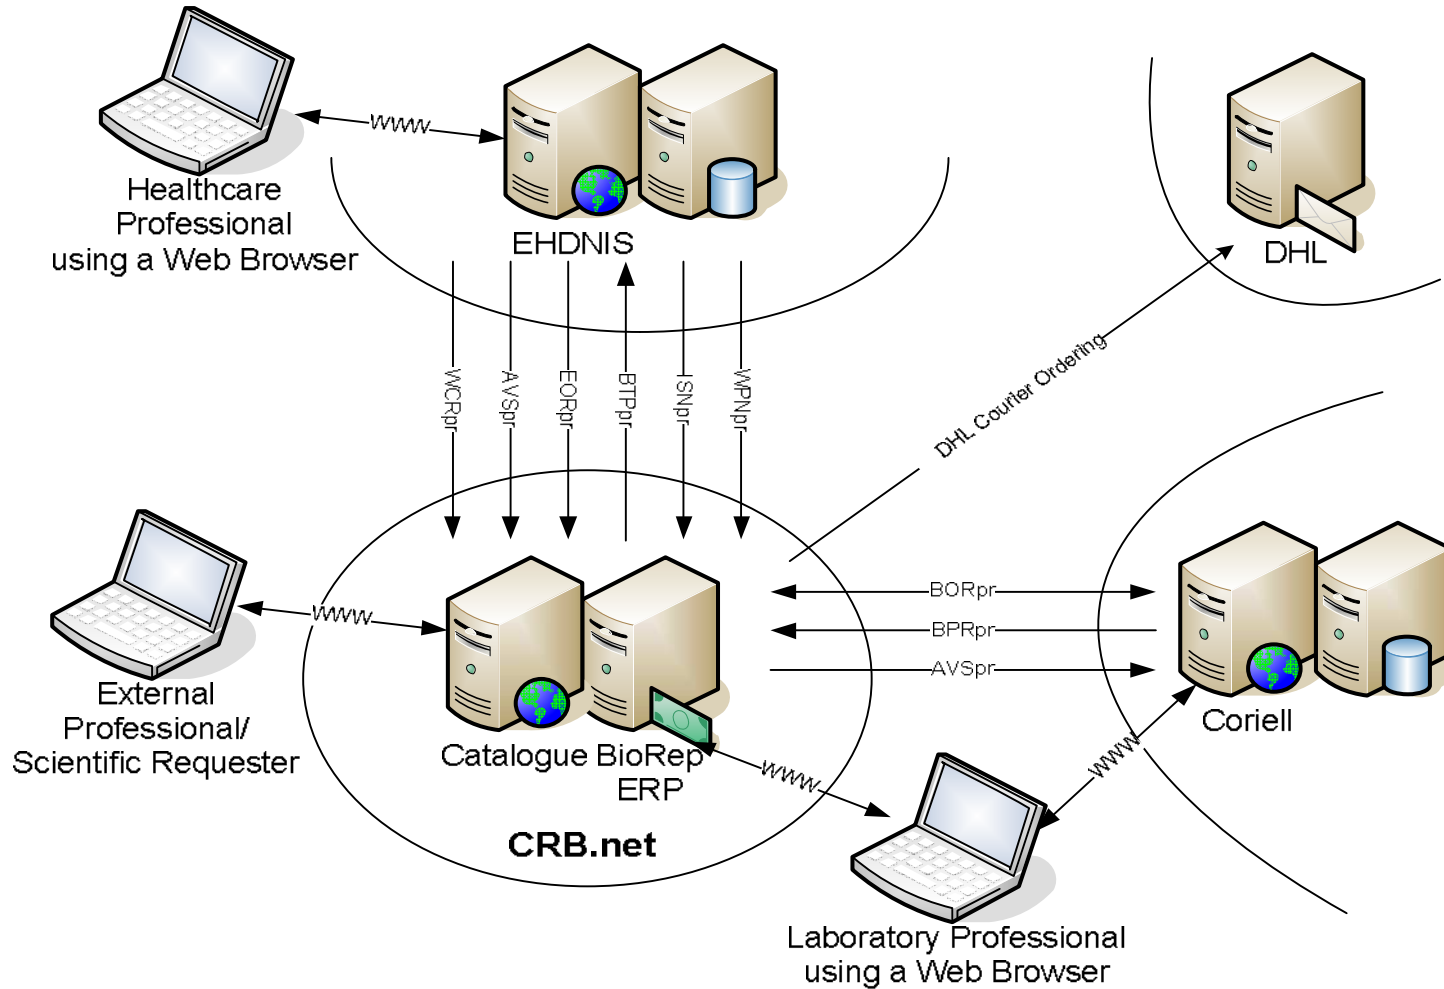 WWW
Healthcare
Professional
using a Web Browser
EHDNIS
DHL
WCRpr
AVSpr
EORpr
BTPpr
ISNpr
WPNpr
DHL Courier Ordering
WWW
External
Professional/
Scientific Requester
BORpr
BPRpr
AVSpr
Coriell
Catalogue BioRep
ERP
CRB.net
WWW
WWW
Laboratory Professional
using a Web Browser